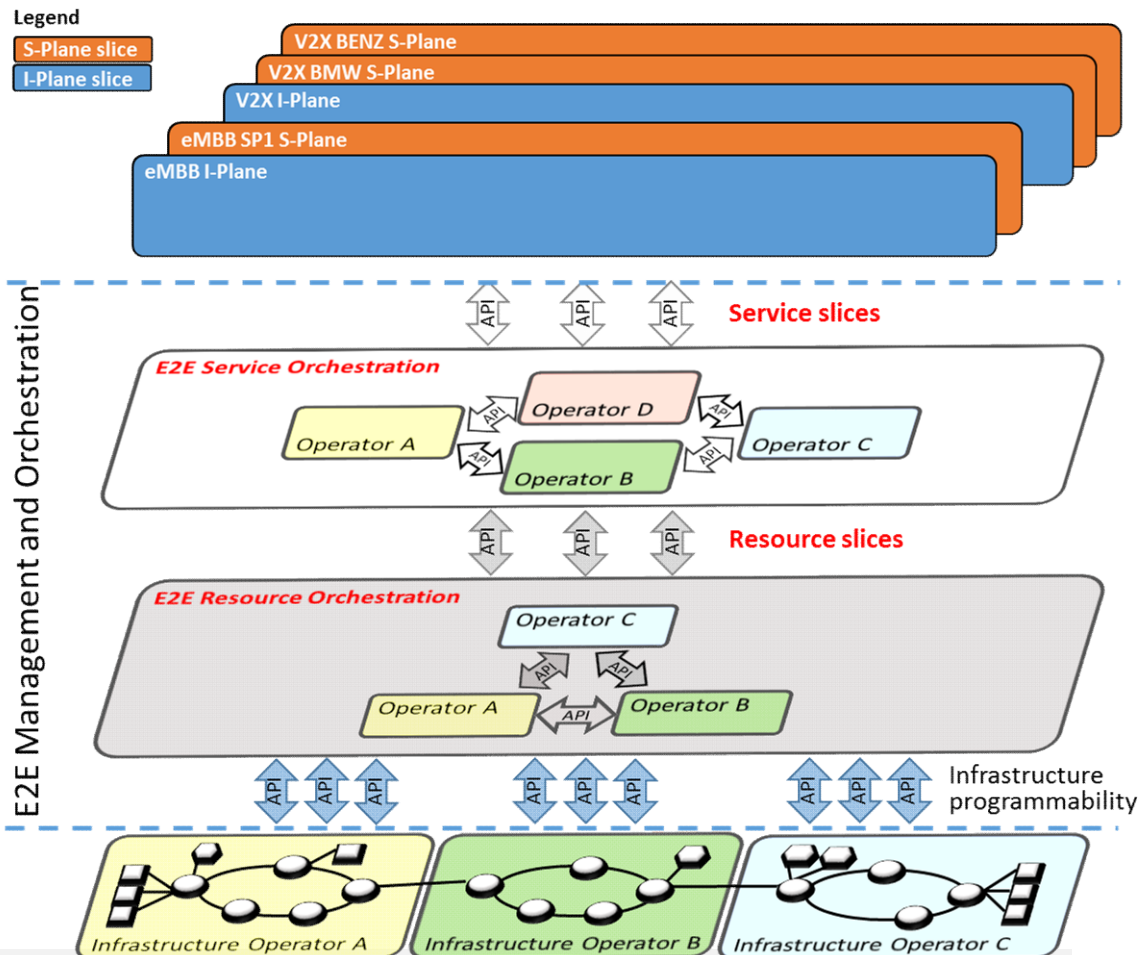 Legend
S-Plane slice
I-Plane slice
V2X BENZ S-Plane
V2X BMW S-Plane
V2X I-Plane
eMBB SP1 S-Plane
eMBB I-Plane
E2E Management and Orchestration
API
API
API
Service slices
E2E Service Orchestration
Operator D
API
API
Operator A
Operator C
API
API
Operator B
API
API
API
Resource slices
E2E Resource Orchestration
Operator C
API
API
Operator A
API
Operator B
API
API
API
API
API
API
API
API
API
Infrastructure
programmability
Infrastructure Operator A
Infrastructure Operator B
Infrastructure Operator C